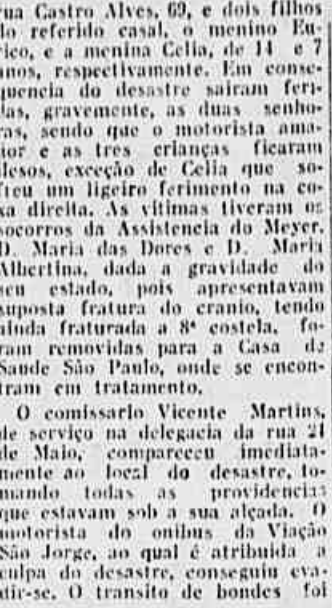 rua Castro Alves, 69, e dois filhos
do referido casal, o menino Eu-
rico, e a menina Celia, de 14 e 7
anos, respectivamente. Em conse-
quencia do desastre sairam feri-
das, gravemente, as duas senho-
ras, sendo que o motorista ama-
dor e as tres crianças ficaram
ilesos, exceção de Celia que so-
freu um ligeiro ferimento na co-
xa direita. As vitimas tiveram os
socorros da Assistencia do Meyer.
D. Maria das Dores e D. Maria
Albertina, dada a gravidade do
seu estado, pois apresentavam
suposta fratura do cranio, tendo
ainda fraturada a 8ª costela, fo-
ram removidas para a Casa de
Saude São Paulo, onde se encon-
tram em tratamento.
O comissario Vicente Martins,
de serviço na delegacia da rua 24
de Maio, compareceu imediata-
mente ao local do desastre, to-
mando todas as providencias
que estavam sob a sua alçada. O
motorista do onibus da Viação
São Jorge, ao qual é atribuida a
culpa do desastre, conseguiu eva-
dir-se. O transito de bondes foi